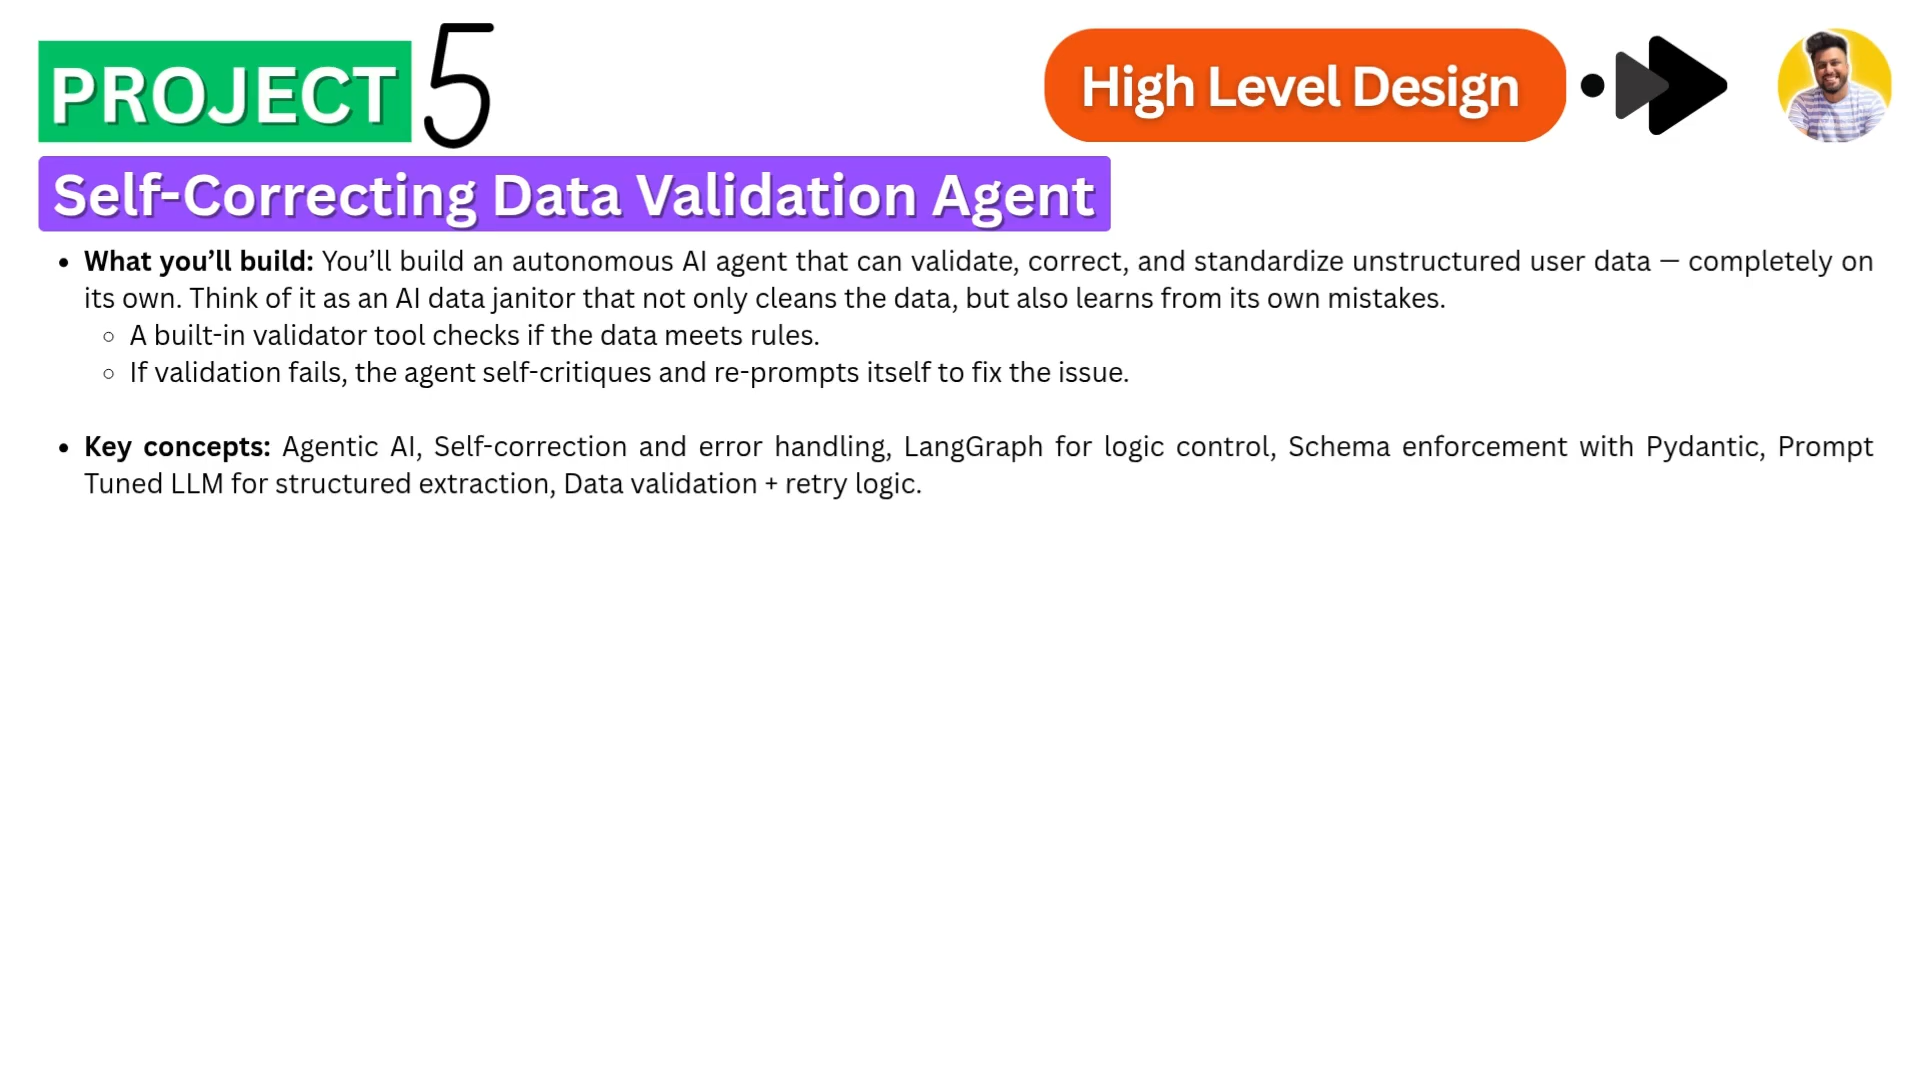 PROJECT 5
High Level Design
Self-Correcting Data Validation Agent
• What you’ll build: You’ll build an autonomous AI agent that can validate, correct, and standardize unstructured user data — completely on
its own. Think of it as an AI data janitor that not only cleans the data, but also learns from its own mistakes.
○ A built-in validator tool checks if the data meets rules.
○ If validation fails, the agent self-critiques and re-prompts itself to fix the issue.
• Key concepts: Agentic AI, Self-correction and error handling, LangGraph for logic control, Schema enforcement with Pydantic, Prompt
Tuned LLM for structured extraction, Data validation + retry logic.